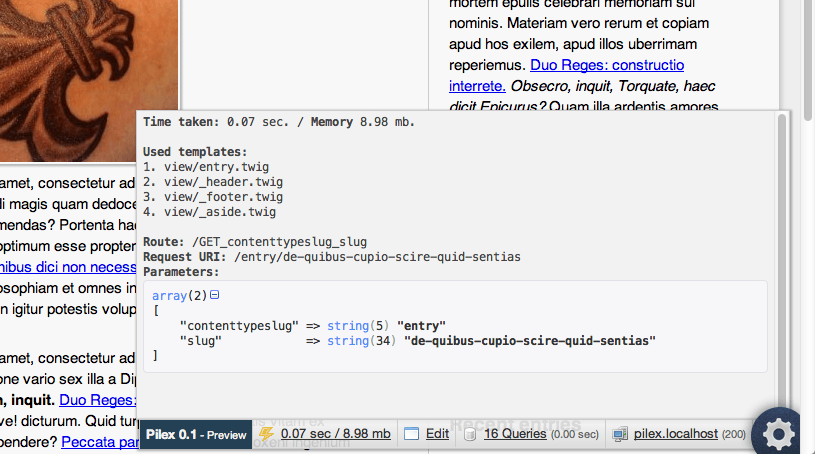 mortem epulis celebrari memoriam sui
nominis. Materiam vero rerum et copiam
apud hos exilem, apud illos uberrimam
reperiemus. Duo Reges: constructio
interrete. Obsecro, inquit, Torquate, haec
dicit Epicurus? Quam illa ardentis amores
amet, consectetur ad
li magis quam dedoce
mendas? Portenta hae
optimum esse propter
nibus dici non necess
osophiam et omnes in
n igitur potestis volup
amet, consectetur ad
one vario sex illa a Dip
n, inquit. Duo Reges:
ve! dicturum. Quid tur
pendere? Peccata par
Time taken: 0.07 sec. / Memory 8.98 mb.
Used templates:
1. view/entry.twig
2. view/_header.twig
3. view/_footer.twig
4. view/_aside.twig
Route: /GET_contenttypeslug_slug
Request URI: /entry/de-quibus-cupio-scire-quid-sentias
Parameters:
array(2)
[
"contenttypeslug" => string(5) "entry"
"slug" => string(34) "de-quibus-cupio-scire-quid-sentias"
]
vitam ex
Recent entries
ingenium
Pilex 0.1 - Preview 0.07 sec / 8.98 mb Edit 16 Queries (0.00 sec) pilex.localhost (200)